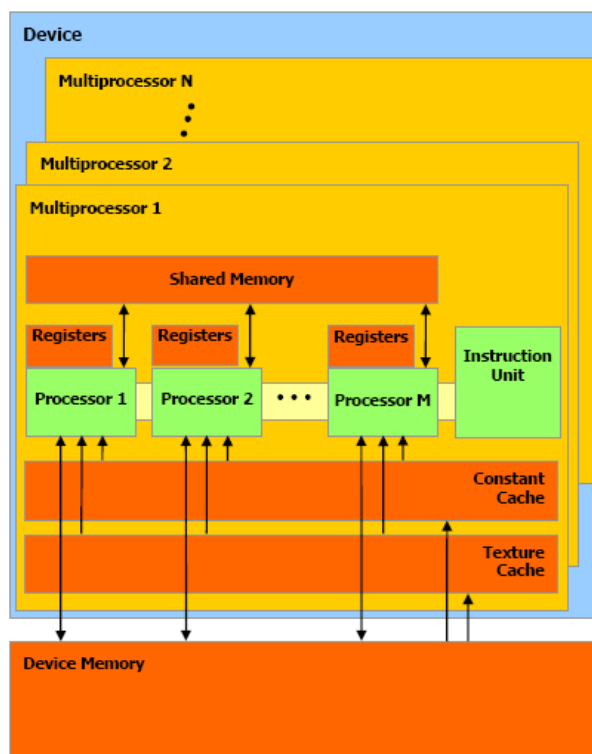 Device
Multiprocessor N
Multiprocessor 2
Multiprocessor 1
Shared Memory
Registers
Registers
Registers
Instruction
Unit
Processor 1
Processor 2
• • •
Processor M
Constant
Cache
Texture
Cache
Device Memory